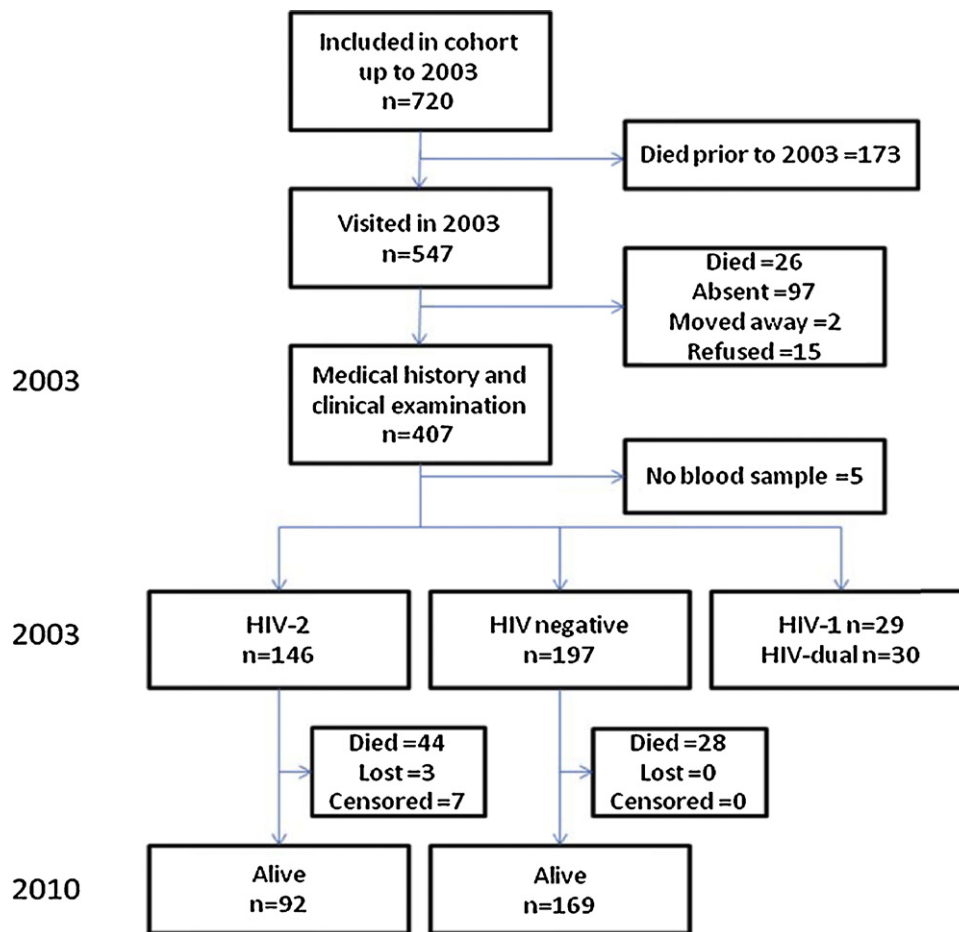 Included in cohort
up to 2003
n=720
Died prior to 2003 =173
Visited in 2003
n=547
Died =26
Absent =97
Moved away =2
Refused =15
2003
Medical history and
clinical examination
n=407
No blood sample =5
2003
HIV-2
n=146
HIV negative
n=197
HIV-1 n=29
HIV-dual n=30
Died =44
Lost =3
Censored =7
Died =28
Lost =0
Censored =0
2010
Alive
n=92
Alive
n=169